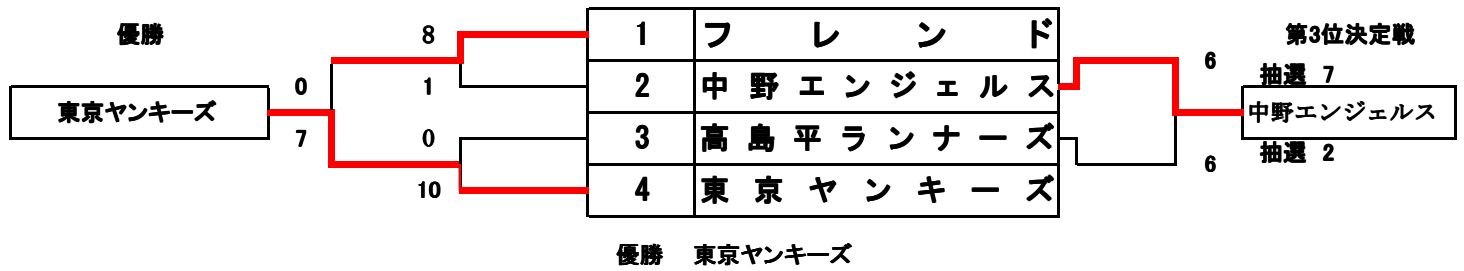 優勝
8
1 フレンド
第3位決定戦
6
0
1
2 中野エンジェルス
抽選 7
東京ヤンキーズ
中野エンジェルス
7
0
3 高島平ランナーズ
抽選 2
6
10
4 東京ヤンキーズ
優勝 東京ヤンキーズ